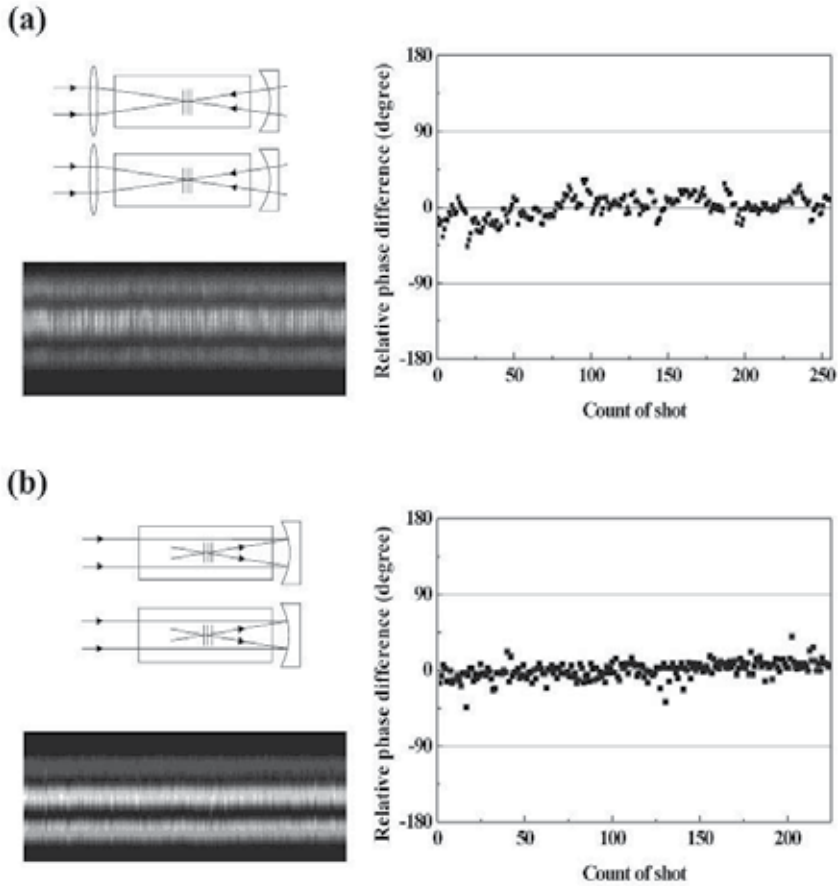 (a)
Relative phase difference (degree)
180
90
0
-90
-180
0 50 100 150 200 250
Count of shot
(b)
Relative phase difference (degree)
180
90
0
-90
-180
0 50 100 150 200
Count of shot